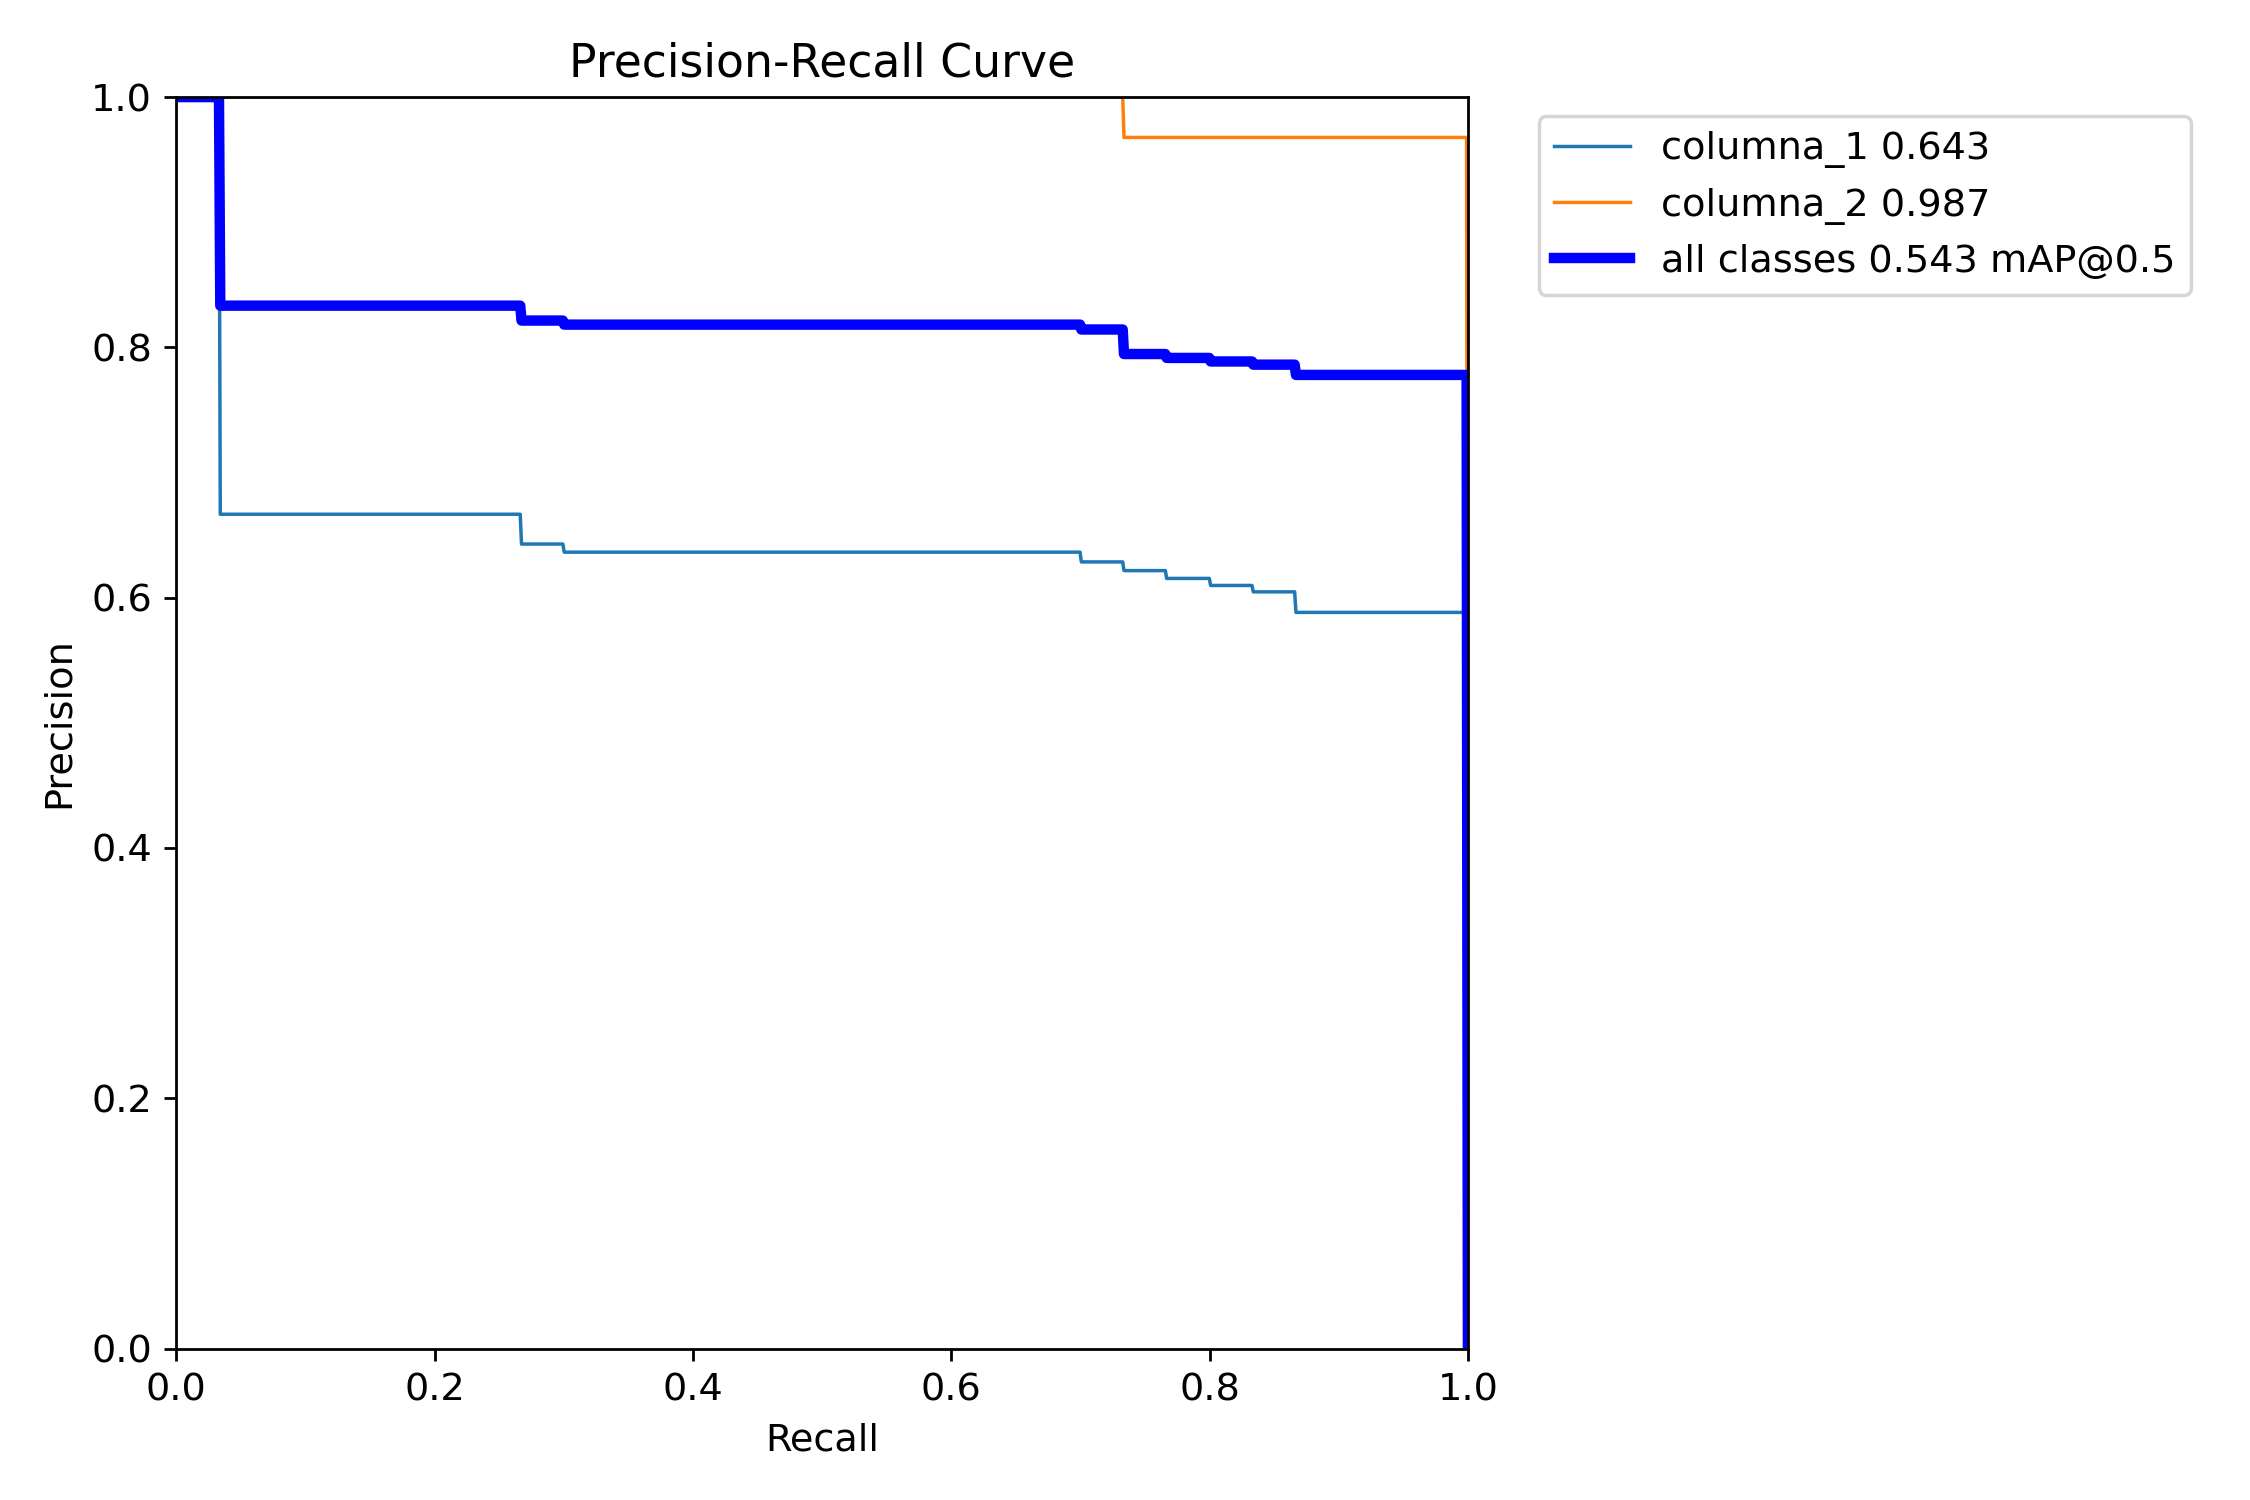 Precision-Recall Curve
1.0
0.8
0.6
0.4
0.2
0.0
Precision
0.0 0.2 0.4 0.6 0.8 1.0
Recall
columna_1 0.643
columna_2 0.987
all classes 0.543 mAP@0.5